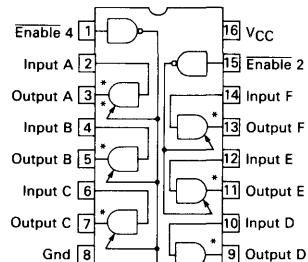 Enable 4 1
Input A 2
Output A 3
Input B 4
Output B 5
Input C 6
Output C 7
Gnd 8
16 VCC
15 Enable 2
14 Input F
13 Output F
12 Input E
11 Output E
10 Input D
9 Output D
*
*
*
*
*
*
*